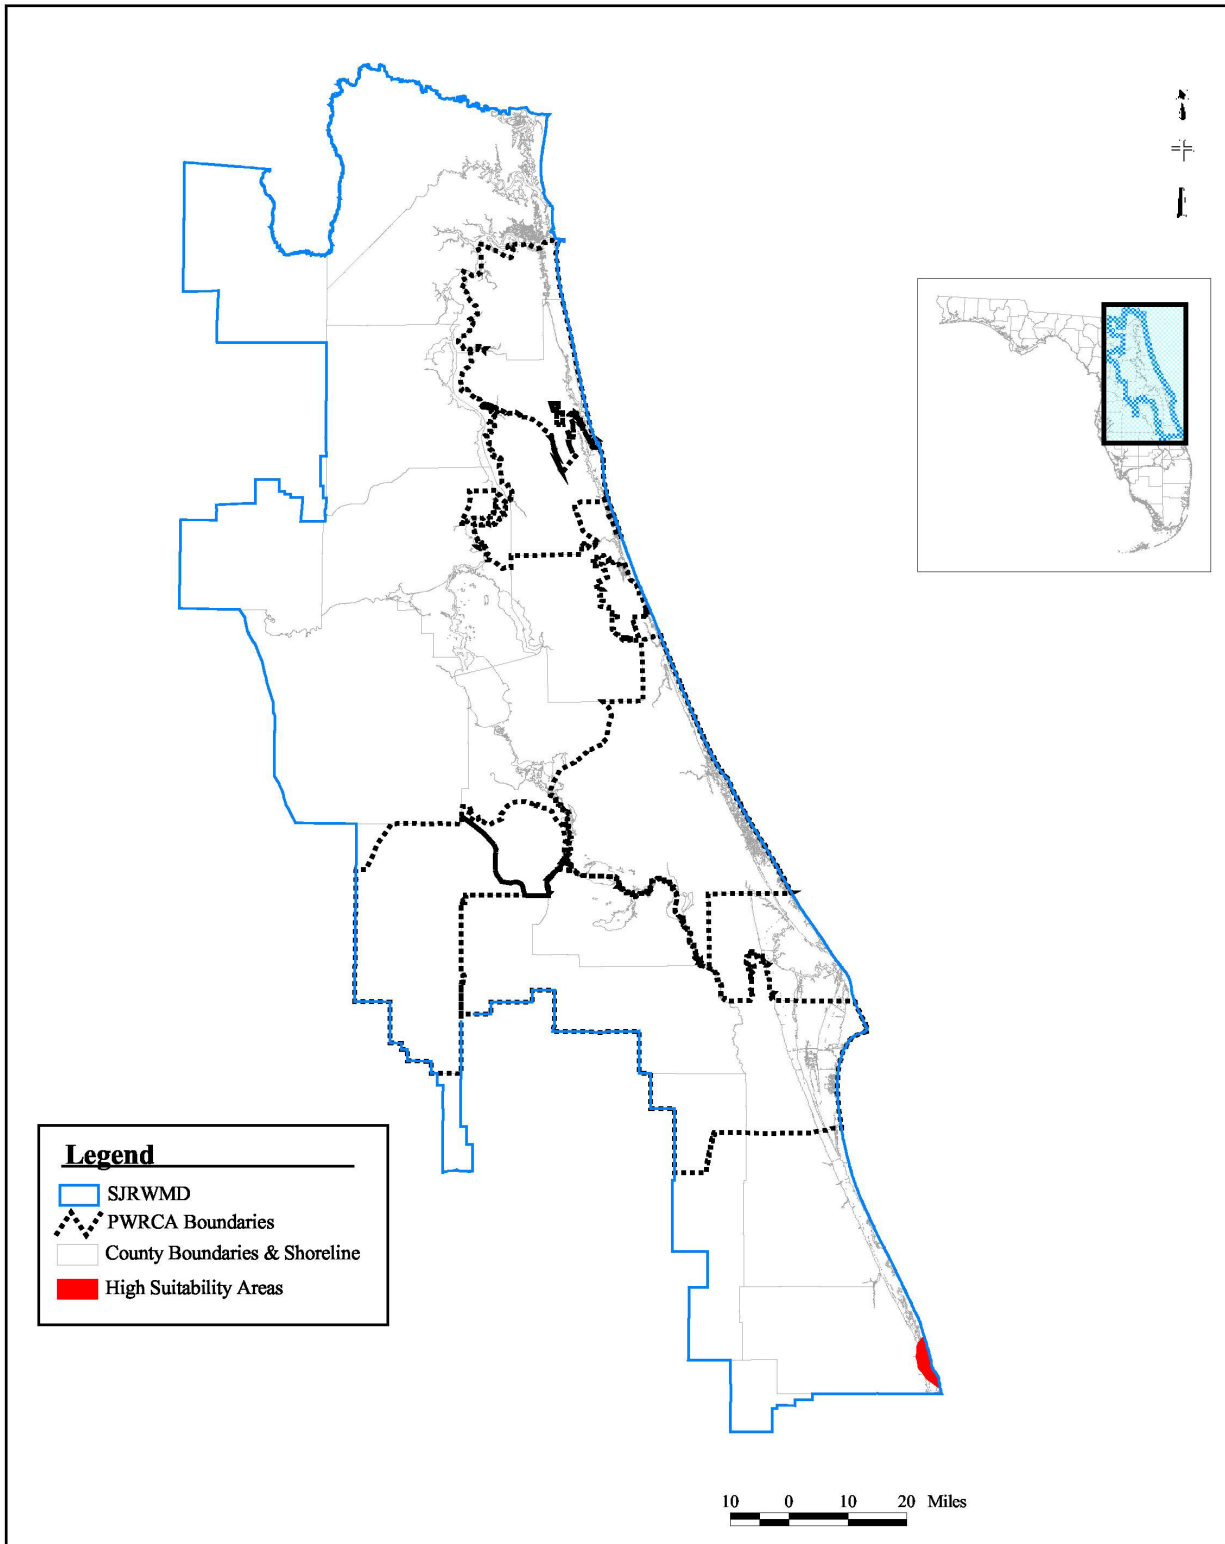 Legend
SJRWMD
PWRCA Boundaries
County Boundaries & Shoreline
High Suitability Areas
10 0 10 20 Miles